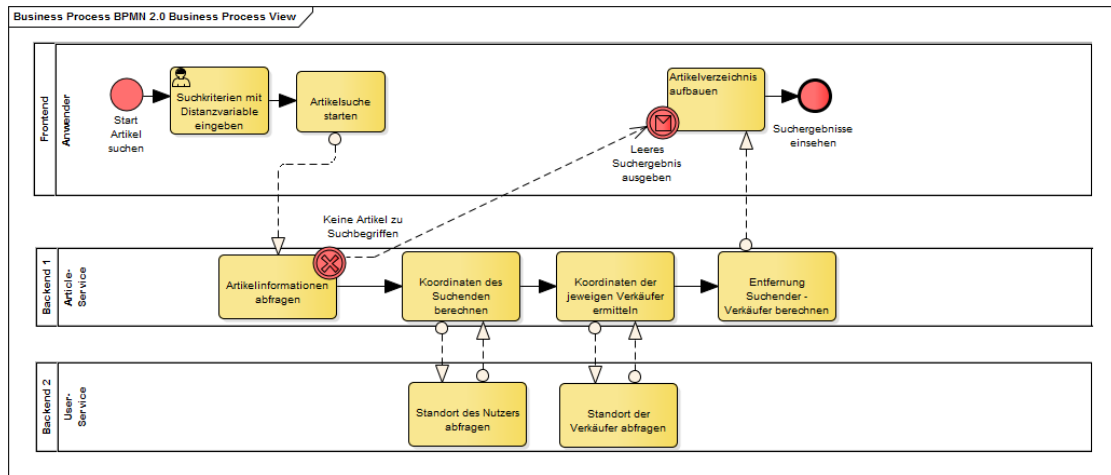 Business Process BPMN 2.0 Business Process View
Frontend
Anwender
Start
Artikel
suchen
Suchkriterien mit
Distanzvariable
eingeben
Artikelsuche
starten
Artikelverzeichnis
aufbauen
Leeres
Suchergebnis
ausgeben
Suchergebnisse
einsehen
Keine Artikel zu
Suchbegriffen
Backend 1
Article-
Service
Artikelinformationen
abfragen
Koordinaten des
Suchenden
berechnen
Koordinaten der
jeweigen Verkäufer
ermitteln
Entfernung
Suchender -
Verkäufer berechnen
Backend 2
User-
Service
Standort des Nutzers
abfragen
Standort der
Verkäufer abfragen